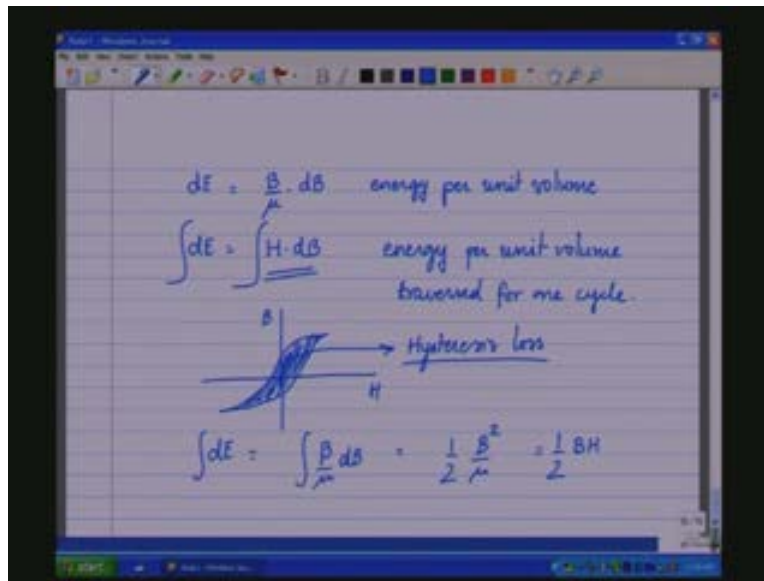 dE = B/μ . dB energy per unit volume
∫dE = ∫H.dB energy per unit volume
traversed for one cycle.
B
Hysteresis loss
H
∫dE = ∫B/μ dB = 1/2 B²/μ = 1/2 BH
start